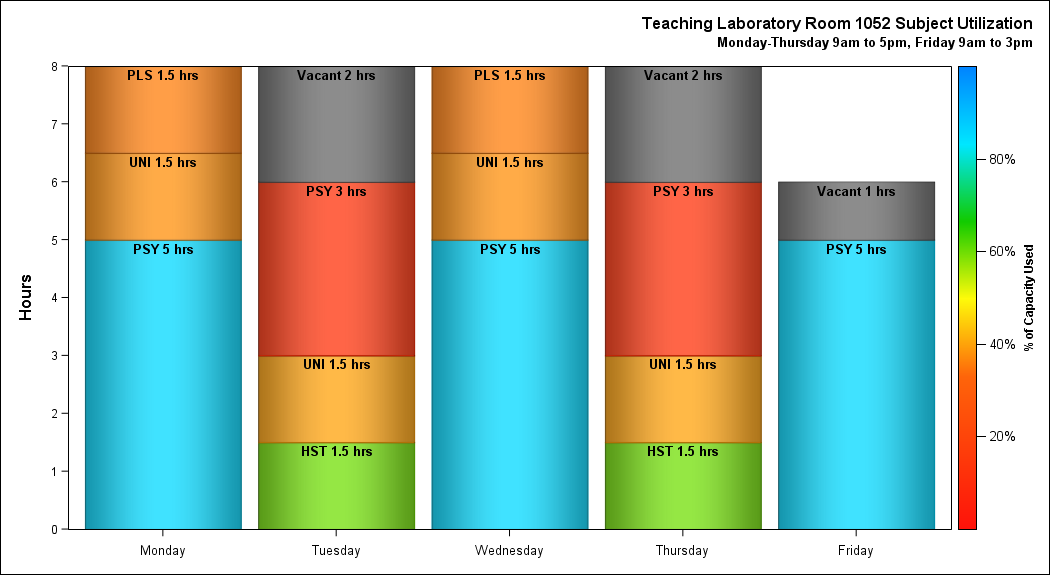 Teaching Laboratory Room 1052 Subject Utilization
Monday-Thursday 9am to 5pm, Friday 9am to 3pm
Hours
8
7
6
5
4
3
2
1
0
PLS 1.5 hrs
UNI 1.5 hrs
PSY 5 hrs
Vacant 2 hrs
PSY 3 hrs
UNI 1.5 hrs
HST 1.5 hrs
PLS 1.5 hrs
UNI 1.5 hrs
PSY 5 hrs
Vacant 2 hrs
PSY 3 hrs
UNI 1.5 hrs
HST 1.5 hrs
Vacant 1 hrs
PSY 5 hrs
Monday
Tuesday
Wednesday
Thursday
Friday
80%
60%
40%
20%
% of Capacity Used